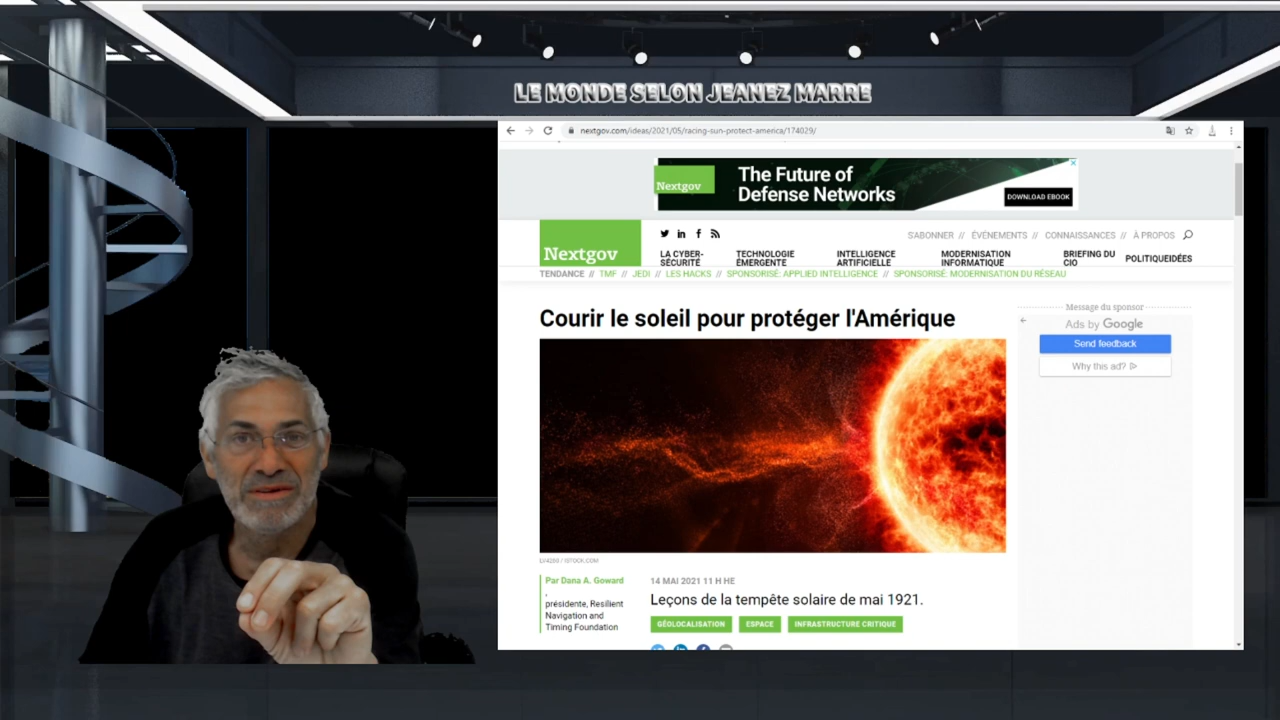 LE MONDE SELON JEANEZ MARRE
nextgov.com/ideas/2021/05/racing-sun-protect-america/174029/
Nextgov
The Future of
Defense Networks
DOWNLOAD EBOOK
S'ABONNER // ÉVÉNEMENTS // CONNAISSANCES // À PROPOS
Nextgov
LA CYBER-
SÉCURITÉ
TECHNOLOGIE
ÉMERGENTE
INTELLIGENCE
ARTIFICIELLE
MODERNISATION
INFORMATIQUE
BRIEFING DU
CIO
POLITIQUEIDÉES
TENDANCE // TMF // JEDI // LES HACKS // SPONSORISÉ: APPLIED INTELLIGENCE // SPONSORISÉ: MODERNISATION DU RÉSEAU
Courir le soleil pour protéger l'Amérique
Message du sponsor
Ads by Google
Send feedback
Why this ad?
/ ISTOCK.COM
Par Dana A. Goward
,
présidente, Resilient
Navigation and
Timing Foundation
14 MAI 2021 11 H HE
Leçons de la tempête solaire de mai 1921.
GÉOLOCALISATION ESPACE INFRASTRUCTURE CRITIQUE